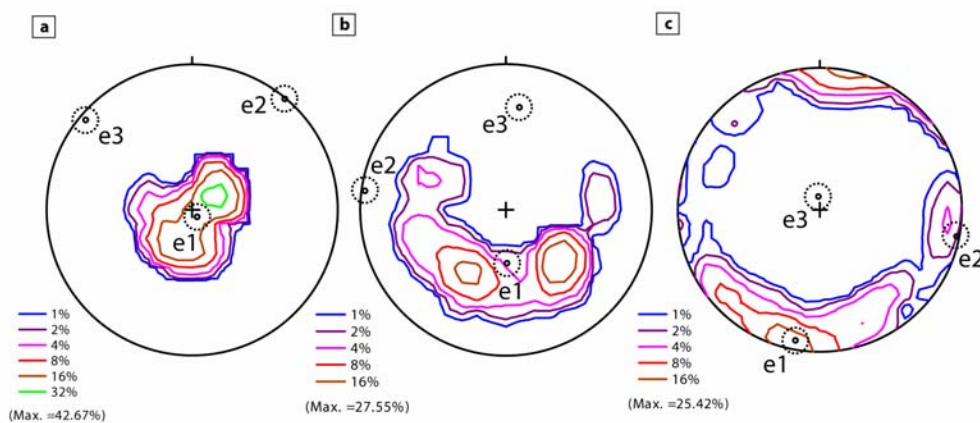 a
e2
e3
e1
1%
2%
4%
8%
16%
32%
(Max. =42.67%)
b
e3
e2
e1
1%
2%
4%
8%
16%
(Max. =27.55%)
c
e3
e2
e1
1%
2%
4%
8%
16%
(Max. =25.42%)